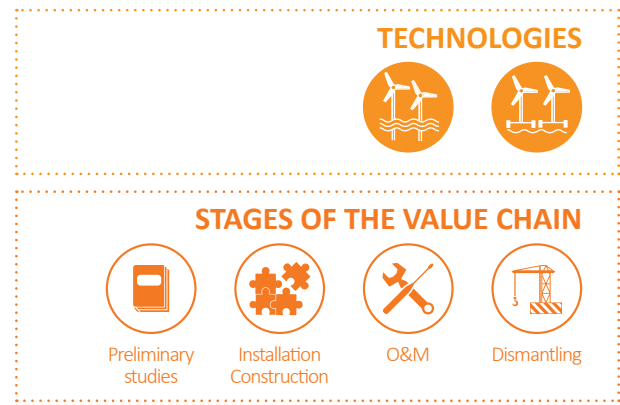 TECHNOLOGIES
STAGES OF THE VALUE CHAIN
Preliminary
studies
Installation
Construction
O&M
Dismantling